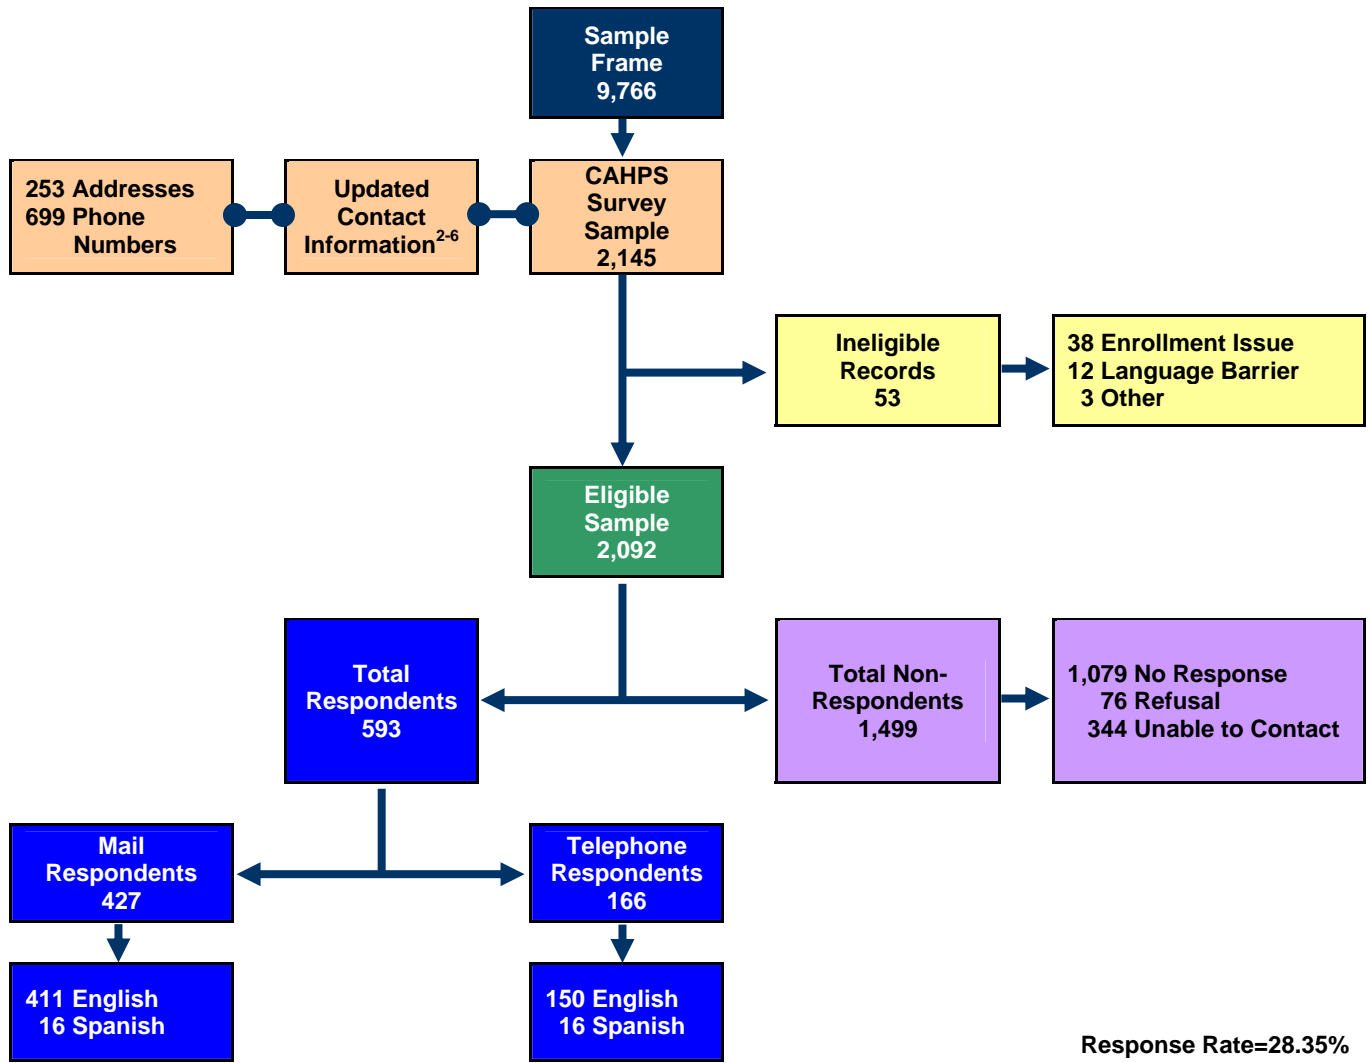 Sample
Frame
9,766
253 Addresses
699 Phone
Numbers
Updated
Contact
Information2-6
CAHPS
Survey
Sample
2,145
Ineligible
Records
53
38 Enrollment Issue
12 Language Barrier
3 Other
Eligible
Sample
2,092
Total
Respondents
593
Total Non-
Respondents
1,499
1,079 No Response
76 Refusal
344 Unable to Contact
Mail
Respondents
427
Telephone
Respondents
166
411 English
16 Spanish
150 English
16 Spanish
Response Rate=28.35%